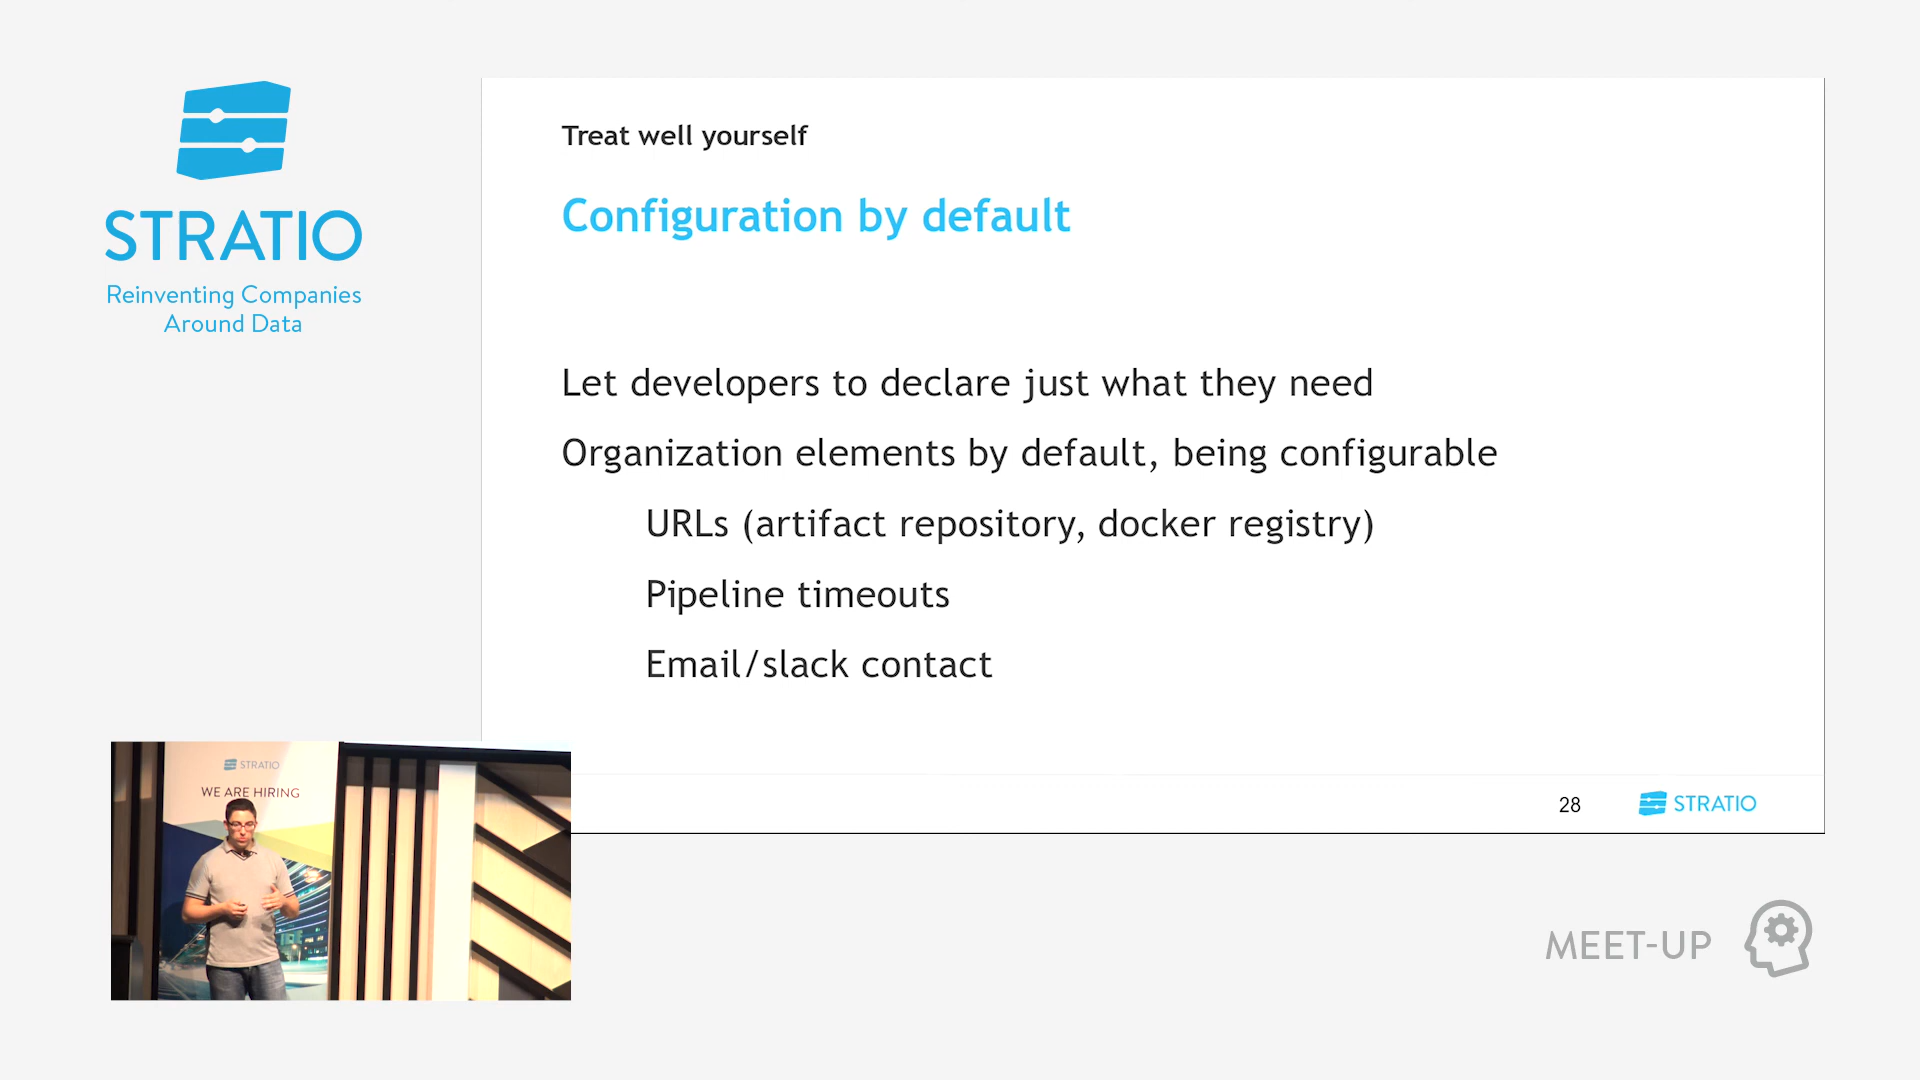 STRATIO
Reinventing Companies
Around Data
Treat well yourself
Configuration by default
Let developers to declare just what they need
Organization elements by default, being configurable
URLs (artifact repository, docker registry)
Pipeline timeouts
Email/slack contact
28
STRATIO
STRATIO
WE ARE HIRING
MEET-UP